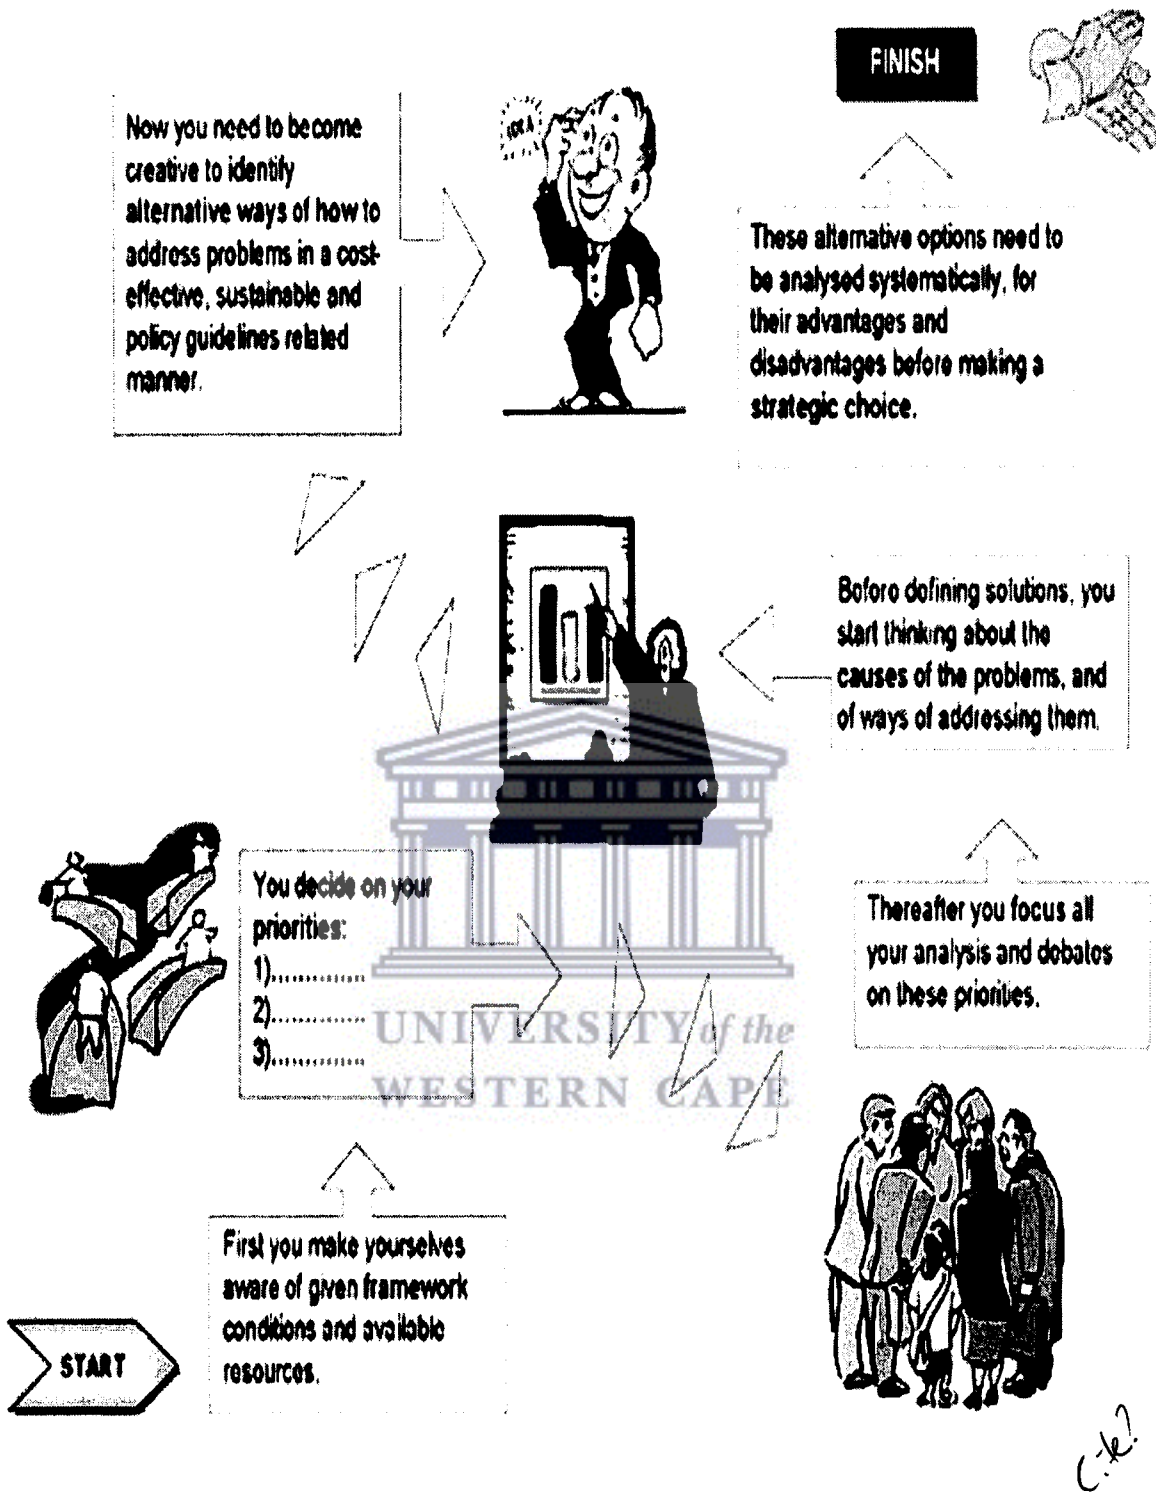 FINISH
Now you need to become
creative to identify
alternative ways of how to
address problems in a cost-
effective, sustainable and
policy guidelines related
manner.
IDEA
These alternative options need to
be analysed systematically, for
their advantages and
disadvantages before making a
strategic choice.
Before defining solutions, you
start thinking about the
causes of the problems, and
of ways of addressing them.
You decide on your
priorities:
1).............
2).............
3).............
Thereafter you focus all
your analysis and debates
on these priorities.
UNIVERSITY of the
WESTERN CAPE
First you make yourselves
aware of given framework
conditions and available
resources.
START